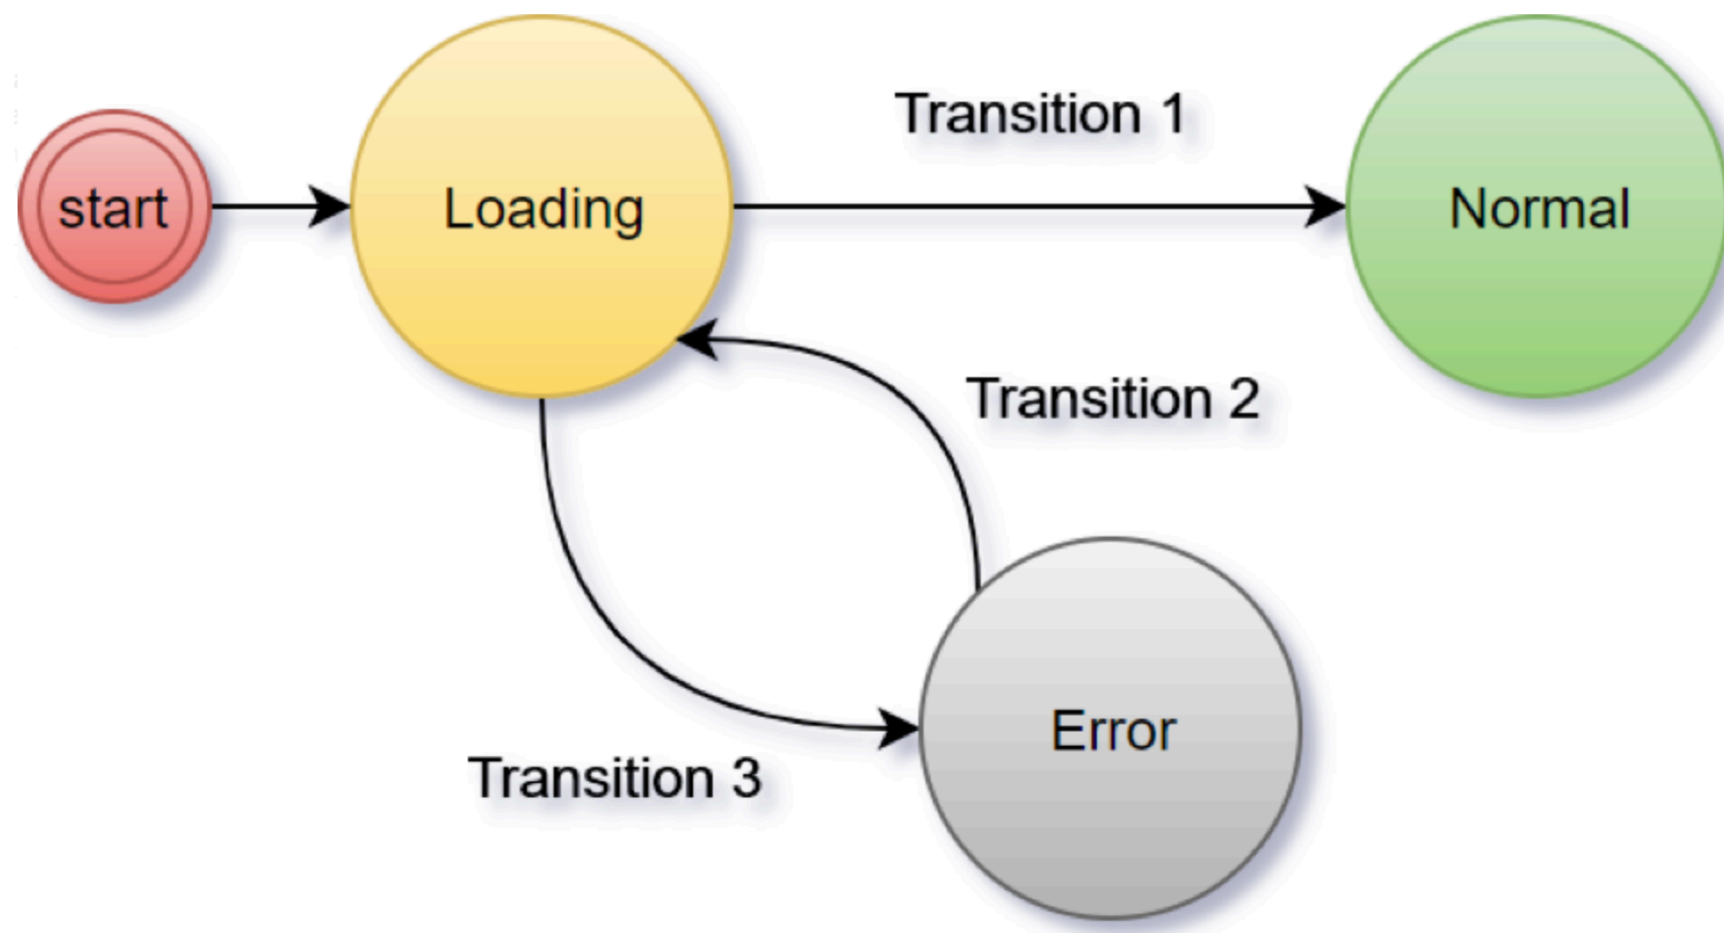 Transition 1
start
Loading
Normal
Transition 2
Error
Transition 3